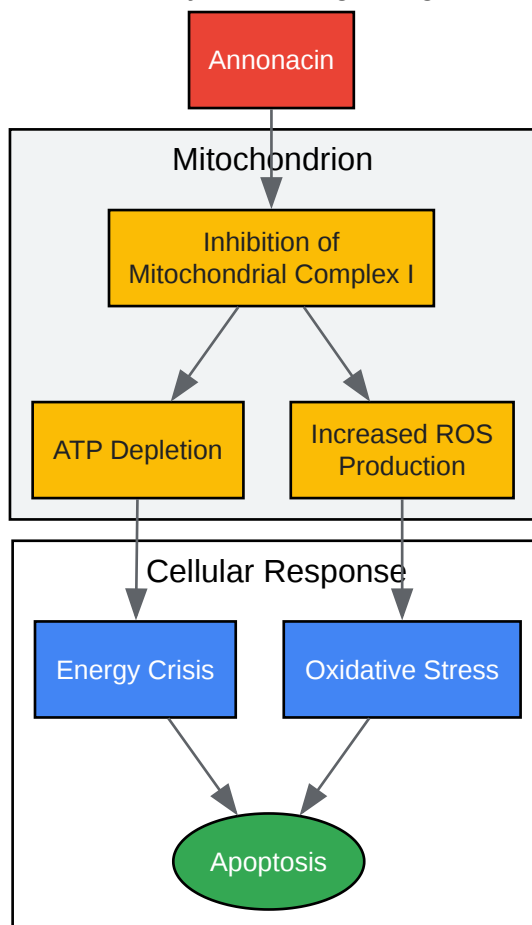 Annonacin
Mitochondrion
Inhibition of
Mitochondrial Complex I
ATP Depletion
Increased ROS
Production
Cellular Response
Energy Crisis
Oxidative Stress
Apoptosis